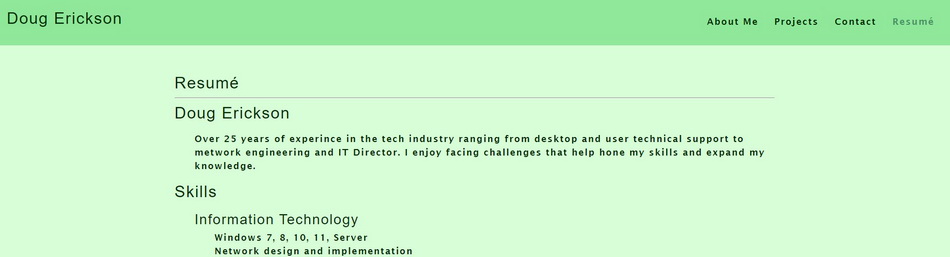 Doug Erickson
About Me Projects Contact Resumé
Resumé
Doug Erickson
Over 25 years of experince in the tech industry ranging from desktop and user technical support to
metwork engineering and IT Director. I enjoy facing challenges that help hone my skills and expand my
knowledge.
Skills
Information Technology
Windows 7, 8, 10, 11, Server
Network design and implementation